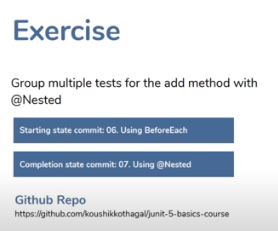 Exercise
Group multiple tests for the add method with
@Nested
Starting state commit: 06. Using BeforeEach
Completion state commit: 07. Using @Nested
Github Repo
https://github.com/koushikkothagal/junit-5-basics-course